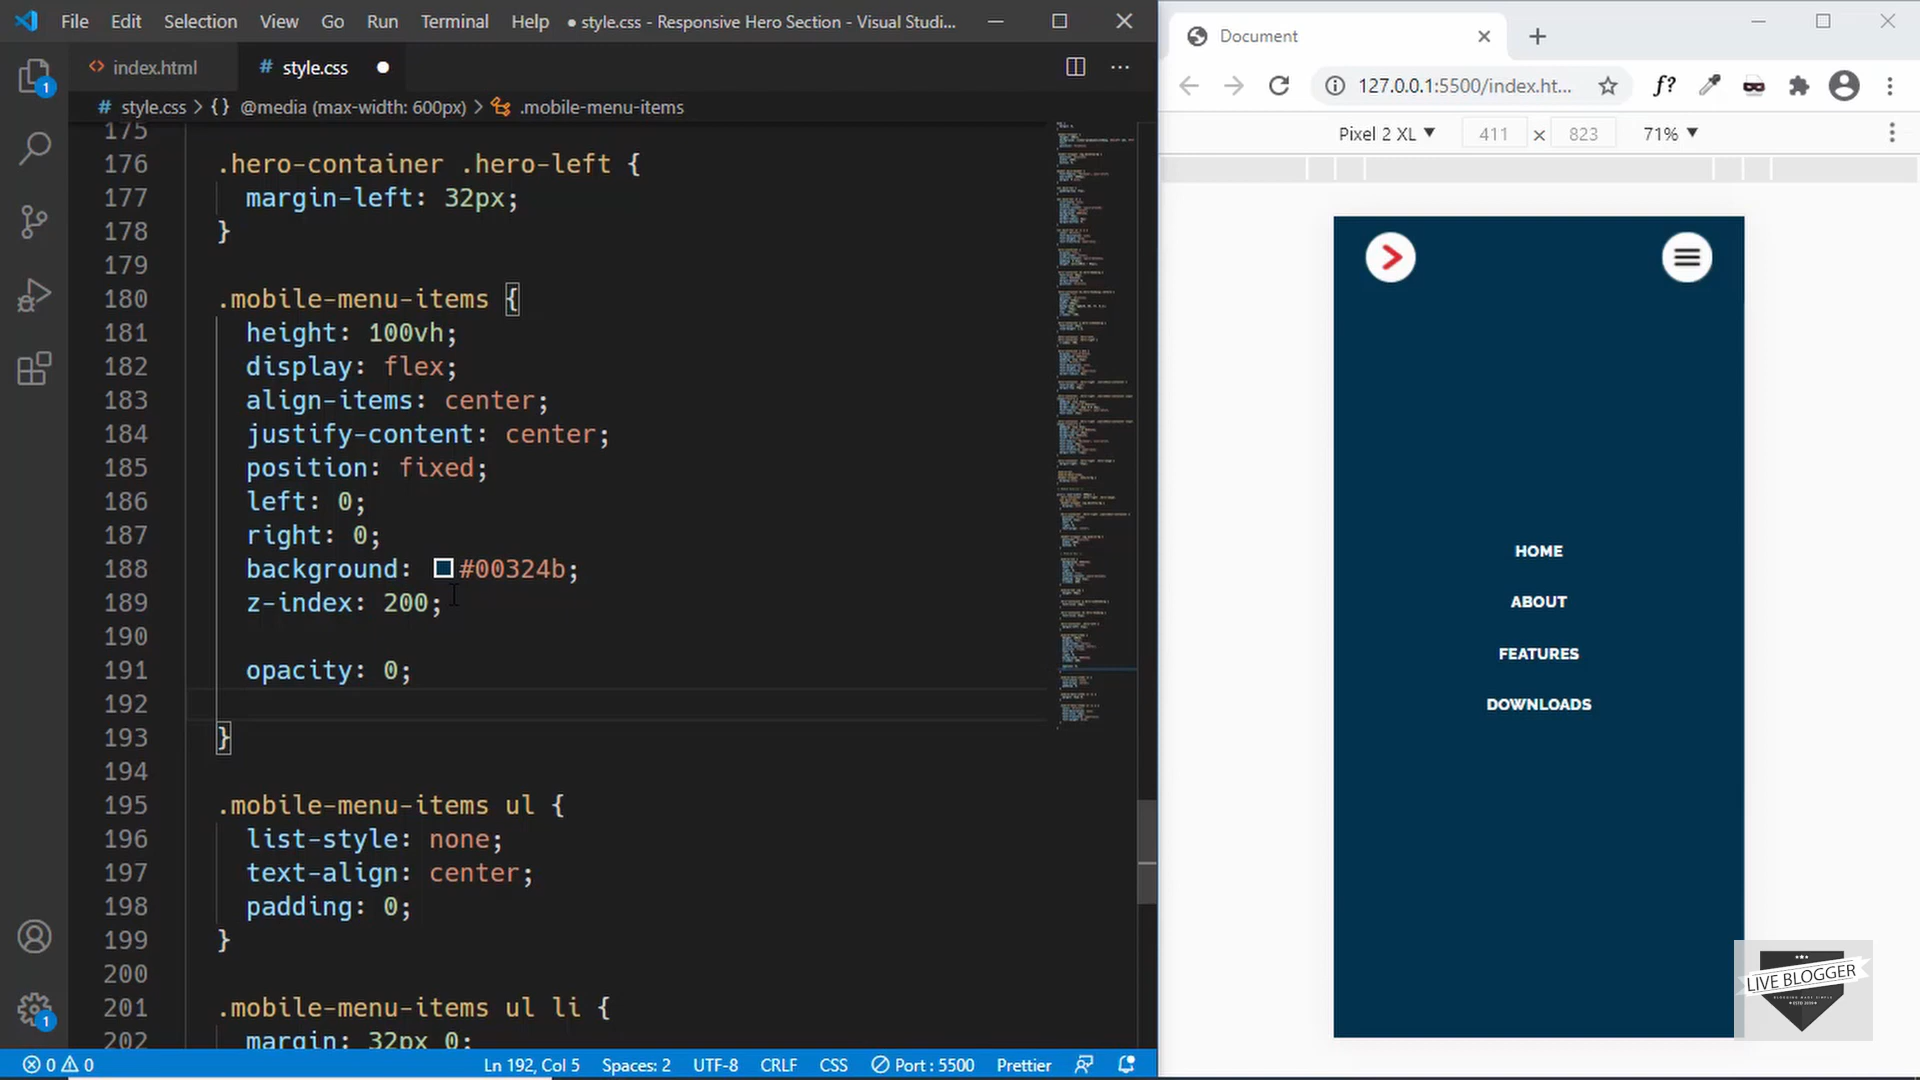 File Edit Selection View Go Run Terminal Help ● style.css - Responsive Hero Section - Visual Studi...
index.html
# style.css ●
# style.css > {} @media (max-width: 600px) > .mobile-menu-items
175
176 .hero-container .hero-left {
177 margin-left: 32px;
178 }
179
180 .mobile-menu-items {
181 height: 100vh;
182 display: flex;
183 align-items: center;
184 justify-content: center;
185 position: fixed;
186 left: 0;
187 right: 0;
188 background: #00324b;
189 z-index: 200;
190
191 opacity: 0;
192
193 }
194
195 .mobile-menu-items ul {
196 list-style: none;
197 text-align: center;
198 padding: 0;
199 }
200
201 .mobile-menu-items ul li {
202 margin: 32px 0;
1
1
0 0
Ln 192, Col 5 Spaces: 2 UTF-8 CRLF CSS Port : 5500 Prettier
Document
127.0.0.1:5500/index.ht...
f?
Pixel 2 XL ▼ 411 × 823 71% ▼
HOME
ABOUT
FEATURES
DOWNLOADS
LIVE BLOGGER